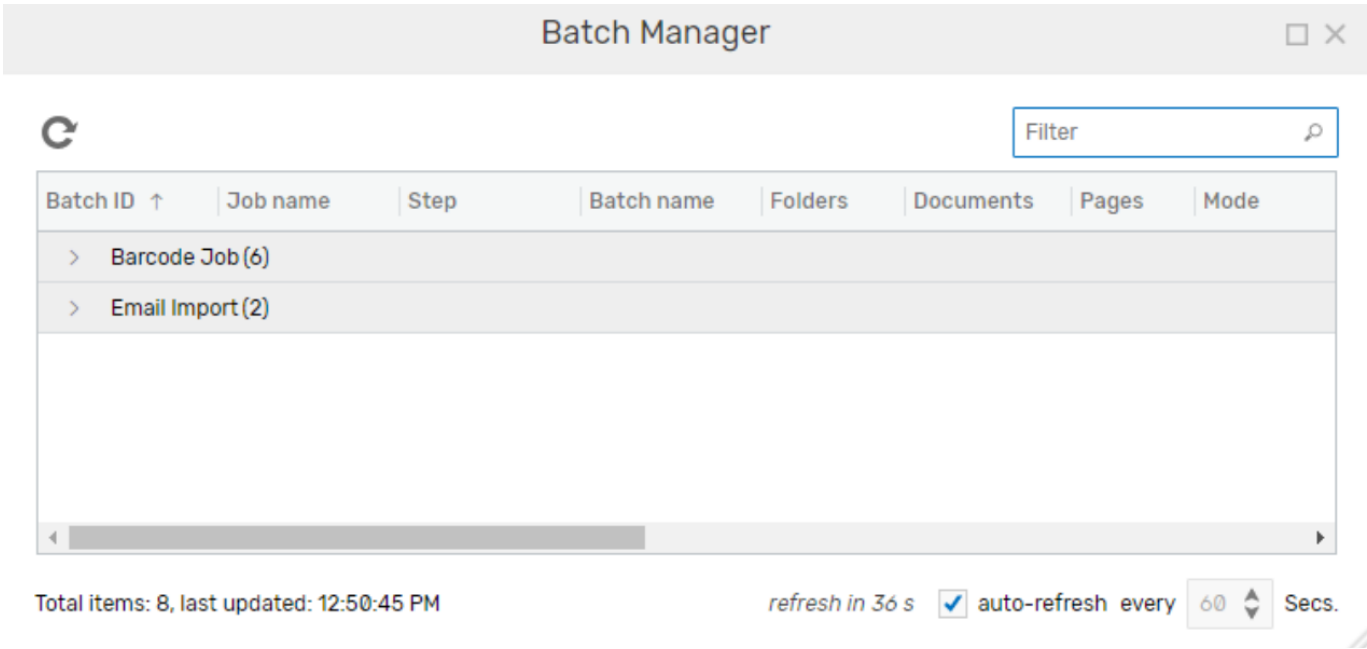 Batch Manager
Filter
Batch ID ↑ Job name Step Batch name Folders Documents Pages Mode
Barcode Job (6)
Email Import (2)
Total items: 8, last updated: 12:50:45 PM refresh in 36 s auto-refresh every 60 Secs.